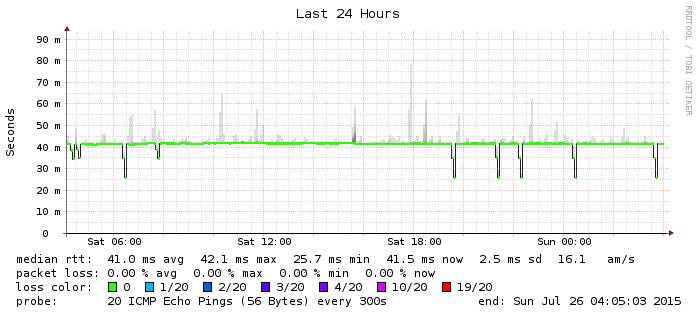 Last 24 Hours
RRDTOOL / TOBI OETIKER
Seconds
90 m
80 m
70 m
60 m
50 m
40 m
30 m
20 m
10 m
0
Sat 06:00 Sat 12:00 Sat 18:00 Sun 00:00
median rtt: 41.0 ms avg 42.1 ms max 25.7 ms min 41.5 ms now 2.5 ms sd 16.1 am/s
packet loss: 0.00 % avg 0.00 % max 0.00 % min 0.00 % now
loss color: 0 1/20 2/20 3/20 4/20 10/20 19/20
probe: 20 ICMP Echo Pings (56 Bytes) every 300s end: Sun Jul 26 04:05:03 2015